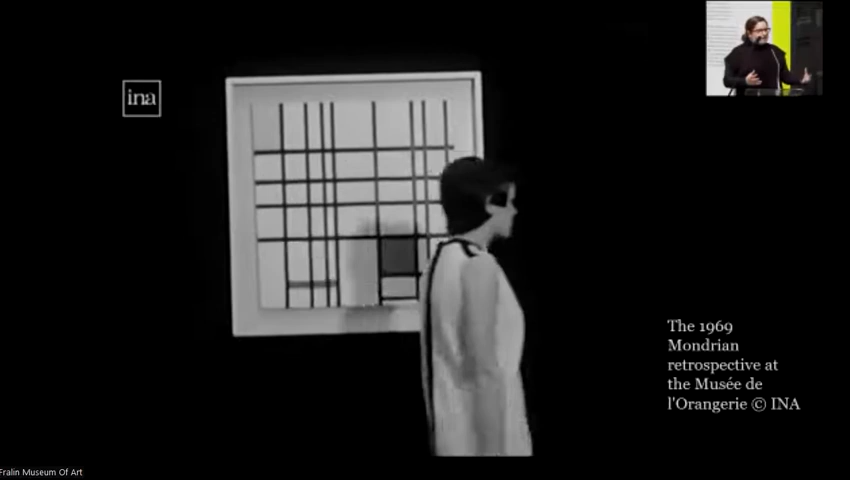 ina
The 1969
Mondrian
retrospective at
the Musée de
l'Orangerie © INA
Fralin Museum Of Art